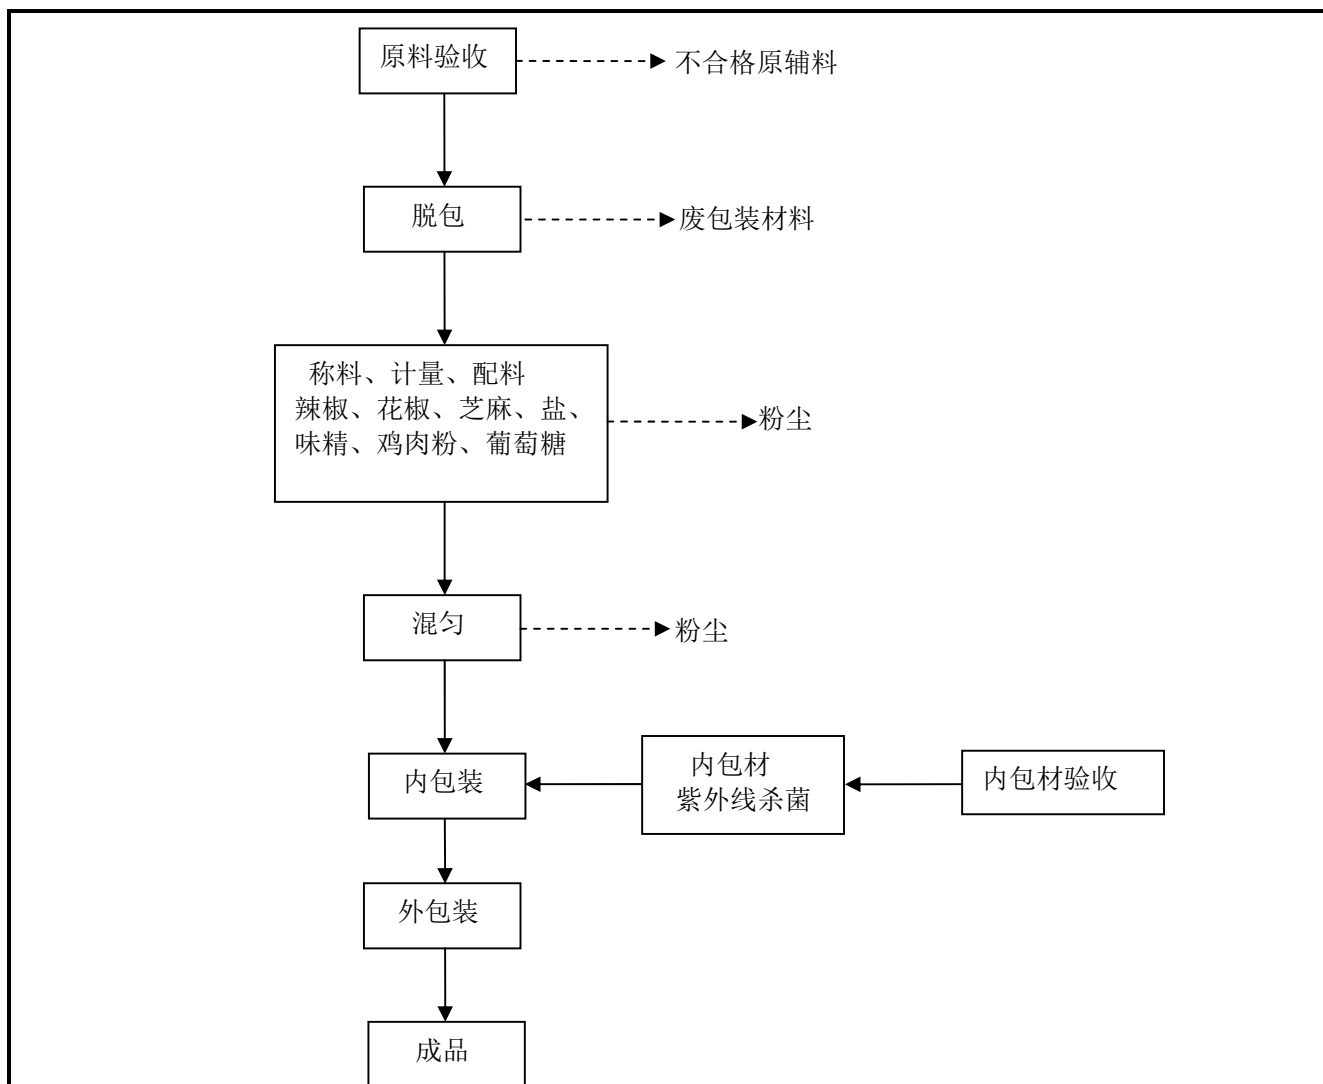 原料验收
不合格原辅料
脱包
废包装材料
称料、计量、配料
辣椒、花椒、芝麻、盐、
味精、鸡肉粉、葡萄糖
粉尘
混匀
粉尘
内包装
内包材
紫外线杀菌
内包材验收
外包装
成品